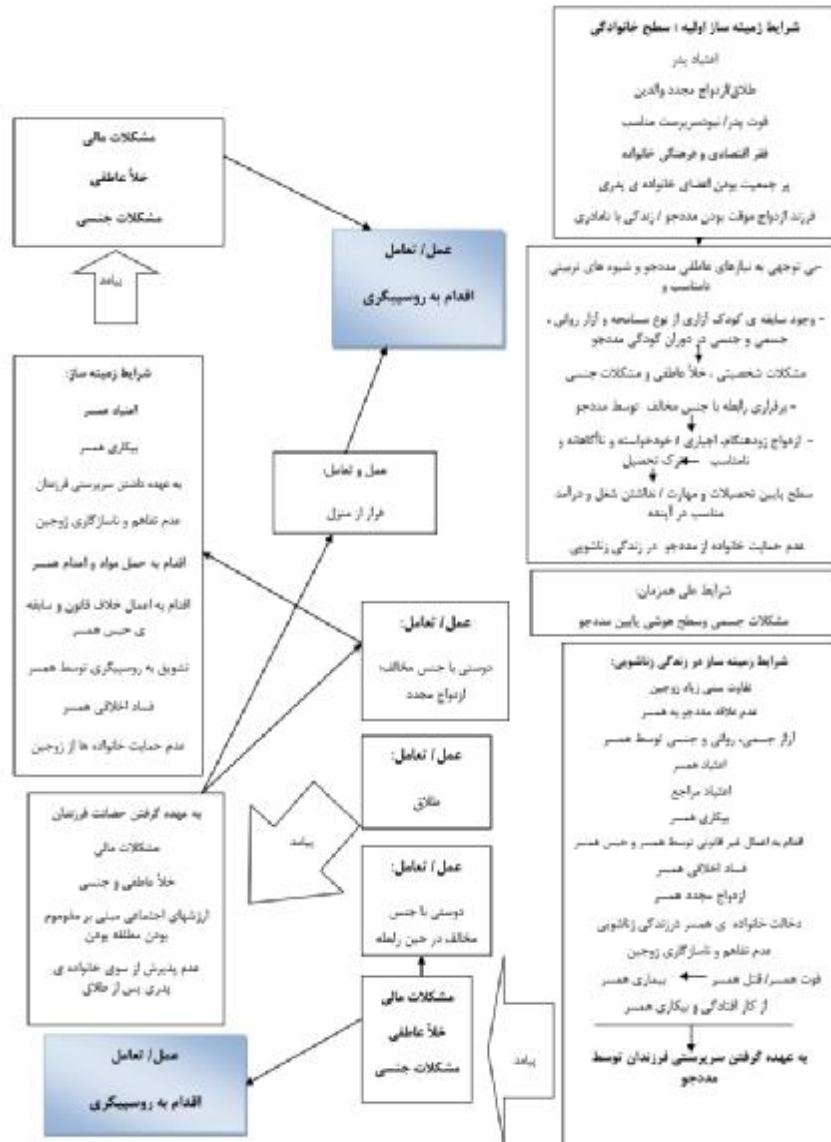 شرایط زمینه ساز اولیه : سطح خانوادگی
اعتیاد پدر
طلاق/ازدواج مجدد والدین
فوت پدر/ نبودسرپرست مناسب
فقر اقتصادی و فرهنگی خانواده
پر جمعیت بودن اعضای خانواده ی پدری
فرزند ازدواج موقت بودن مددجو / زندگی با نامادری
-بی توجهی به نیازهای عاطفی مددجو و شیوه های تربیتی
نامناسب و
- وجود سابقه ی کودک آزاری از نوع مسامحه و آزار روانی ،
جسمی و جنسی در دوران کودکی مددجو
مشکلات شخصیتی ، خلأ عاطفی و مشکلات جنسی
- برقراری رابطه با جنس مخالف توسط مددجو
- ازدواج زودهنگام، اجباری / خودخواسته و ناآگاهانه و
نامناسب ترک تحصیل
سطح پایین تحصیلات و مهارت / نداشتن شغل و درآمد
مناسب در آینده
عدم حمایت خانواده از مددجو در زندگی زناشویی
شرایط علی همزمان:
مشکلات جسمی وسطح هوشی پایین مددجو
شرایط زمینه ساز در زندگی زناشویی:
تفاوت سنی زیاد زوجین
عدم علاقه مددجو به همسر
آزار جسمی، روانی و جنسی توسط همسر
اعتیاد همسر
اعتیاد مراجع
بیکاری همسر
اقدام به اعمال غیر قانونی توسط همسر و حبس همسر
فساد اخلاقی همسر
ازدواج مجدد همسر
دخالت خانواده ی همسر درزندگی زناشویی
عدم تفاهم و ناسازگاری زوجین
فوت همسر/ قتل همسر بیماری همسر
از کار افتادگی و بیکاری همسر
به عهده گرفتن سرپرستی فرزندان توسط
مددجو
پیامد
مشکلات مالی
خلأ عاطفی
مشکلات جنسی
عمل/ تعامل
اقدام به روسپیگری
عمل/ تعامل:
دوستی با جنس
مخالف در حین رابطه
عمل/ تعامل:
طلاق
پیامد
به عهده گرفتن حضانت فرزندان
مشکلات مالی
خلأ عاطفی و جنسی
ارزشهای اجتماعی مبنی بر مذموم
بودن مطلقه بودن
عدم پذیرش از سوی خانواده ی
پدری پس از طلاق
عمل/ تعامل:
دوستی با جنس مخالف؛
ازدواج مجدد
عمل و تعامل:
فرار از منزل
شرایط زمینه ساز:
اعتیاد همسر
بیکاری همسر
به عهده داشتن سرپرستی فرزندان
عدم تفاهم و ناسازگاری زوجین
اقدام به حمل مواد و اعدام همسر
اقدام به اعمال خلاف قانون و سابقه
ی حبس همسر
تشویق به روسپیگری توسط همسر
فساد اخلاقی همسر
عدم حمایت خانواده ها از زوجین
پیامد
مشکلات مالی
خلأ عاطفی
مشکلات جنسی
عمل/ تعامل
اقدام به روسپیگری